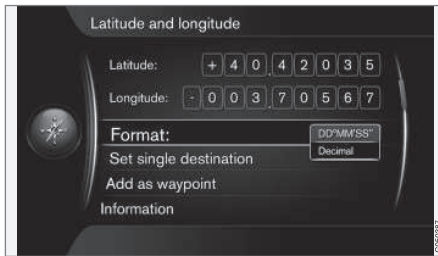 Latitude and longitude
Latitude: +40.42035
Longitude: -003.70567
Format: DD°MM'SS"
Decimal
Set single destination
Add as waypoint
Information